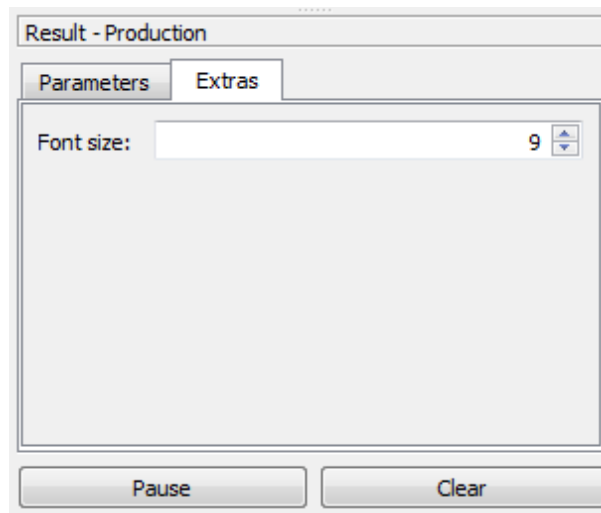 Result - Production
Parameters Extras
Font size: 9
Pause Clear